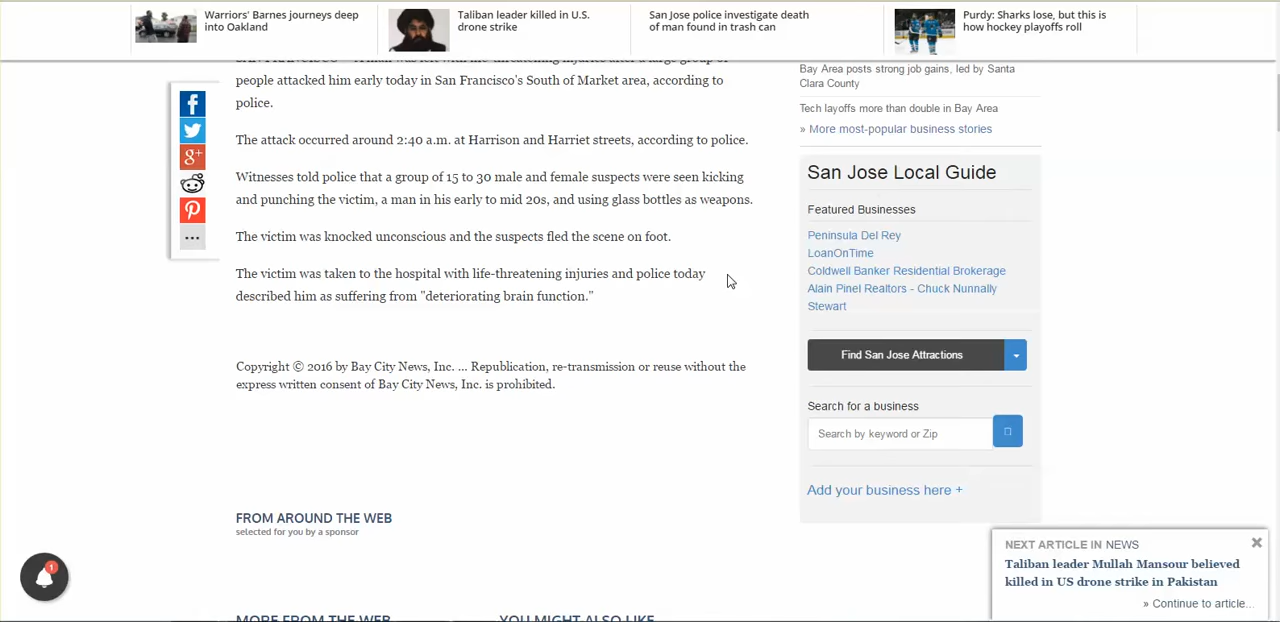 Warriors' Barnes journeys deep
into Oakland
Taliban leader killed in U.S.
drone strike
San Jose police investigate death
of man found in trash can
Purdy: Sharks lose, but this is
how hockey playoffs roll
people attacked him early today in San Francisco's South of Market area, according to
police.
The attack occurred around 2:40 a.m. at Harrison and Harriet streets, according to police.
Witnesses told police that a group of 15 to 30 male and female suspects were seen kicking
and punching the victim, a man in his early to mid 20s, and using glass bottles as weapons.
The victim was knocked unconscious and the suspects fled the scene on foot.
The victim was taken to the hospital with life-threatening injuries and police today
described him as suffering from "deteriorating brain function."
Copyright © 2016 by Bay City News, Inc. ... Republication, re-transmission or reuse without the
express written consent of Bay City News, Inc. is prohibited.
FROM AROUND THE WEB
selected for you by a sponsor
MORE FROM THE WEB
YOU MIGHT ALSO LIKE
Bay Area posts strong job gains, led by Santa
Clara County
Tech layoffs more than double in Bay Area
» More most-popular business stories
San Jose Local Guide
Featured Businesses
Peninsula Del Rey
LoanOnTime
Coldwell Banker Residential Brokerage
Alain Pinel Realtors - Chuck Nunnally
Stewart
Find San Jose Attractions
Search for a business
Search by keyword or Zip
Add your business here +
NEXT ARTICLE IN NEWS
Taliban leader Mullah Mansour believed
killed in US drone strike in Pakistan
» Continue to article...
1